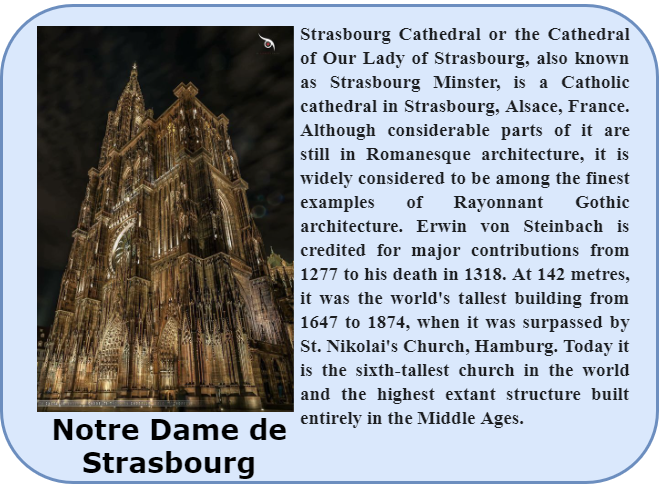 Strasbourg Cathedral or the Cathedral
of Our Lady of Strasbourg, also known
as Strasbourg Minster, is a Catholic
cathedral in Strasbourg, Alsace, France.
Although considerable parts of it are
still in Romanesque architecture, it is
widely considered to be among the finest
examples of Rayonnant Gothic
architecture. Erwin von Steinbach is
credited for major contributions from
1277 to his death in 1318. At 142 metres,
it was the world's tallest building from
1647 to 1874, when it was surpassed by
St. Nikolai's Church, Hamburg. Today it
is the sixth-tallest church in the world
and the highest extant structure built
entirely in the Middle Ages.
Notre Dame de
Strasbourg